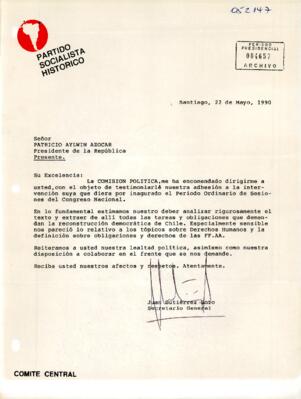 052147
PARTIDO
SOCIALISTA
HISTORICO
PERIODO
PRESIDENCIAL
004657
ARCHIVO
Santiago, 22 de Mayo, 1990
Señor
PATRICIO AYLWIN AZOCAR
Presidente de la República
Presente.
Su Excelencia:
La COMISION POLITICA, me ha encomendado dirigirme a
usted, con el objeto de testimoniarlé nuestra adhesión a la inter-
vención suya que diera por inagurado el Período Ordinario de Sesio-
nes del Congreso Nacional.
En lo fundamental estimamos nuestro deber analizar rigurosamente el
texto y extraer de allí todas las tareas y obligaciones que deman-
dan la reconstrucción democrática de Chile. Especialmente sensible
nos pareció lo relativo a los tópicos sobre Derechos Humanos y la
definición sobre obligaciones y derechos de las FF.AA.
Reiteramos a usted nuestra lealtad política, asimismo como nuestra
disposición a colaborar en el frente que se nos demande.
Reciba usted nuestros afectos y respetos. Atentamente.
Juan Gutiérrez
Secretario General
COMITE CENTRAL